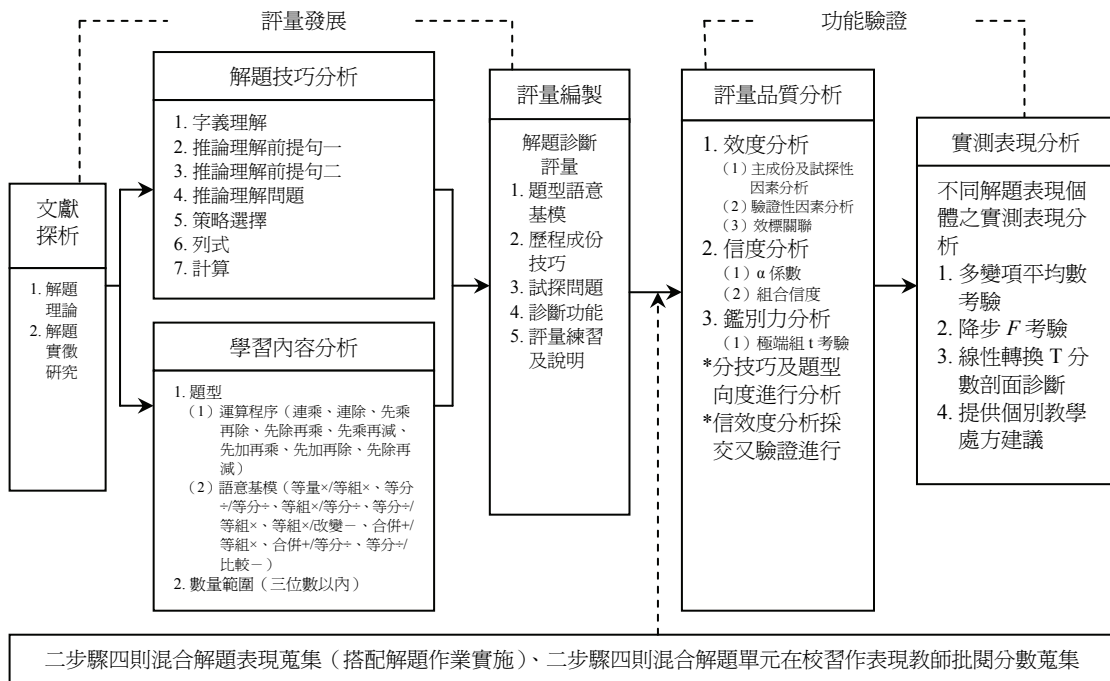 評量發展
功能驗證
文獻
探析
1. 解題
理論
2. 解題
實徵
研究
解題技巧分析
1. 字義理解
2. 推論理解前提句一
3. 推論理解前提句二
4. 推論理解問題
5. 策略選擇
6. 列式
7. 計算
學習內容分析
1. 題型
（1）運算程序（連乘、連除、先乘
再除、先除再乘、先乘再減、
先加再乘、先加再除、先除再
減）
（2）語意基模（等量×/等組×、等分
÷/等分÷、等組×/等分÷、等分÷/
等組×、等組×/改變－、合併+/
等組×、合併+/等分÷、等分÷/
比較－）
2. 數量範圍（三位數以內）
評量編製
解題診斷
評量
1. 題型語意
基模
2. 歷程成份
技巧
3. 試探問題
4. 診斷功能
5. 評量練習
及說明
評量品質分析
1. 效度分析
（1）主成份及試探性
因素分析
（2）驗證性因素分析
（3）效標關聯
2. 信度分析
（1）α 係數
（2）組合信度
3. 鑑別力分析
（1）極端組 t 考驗
*分技巧及題型
向度進行分析
*信效度分析採
交叉驗證進行
實測表現分析
不同解題表現個
體之實測表現分
析
1. 多變項平均數
考驗
2. 降步 F 考驗
3. 線性轉換 T 分
數剖面診斷
4. 提供個別教學
處方建議
二步驟四則混合解題表現蒐集（搭配解題作業實施）、二步驟四則混合解題單元在校習作表現教師批閱分數蒐集